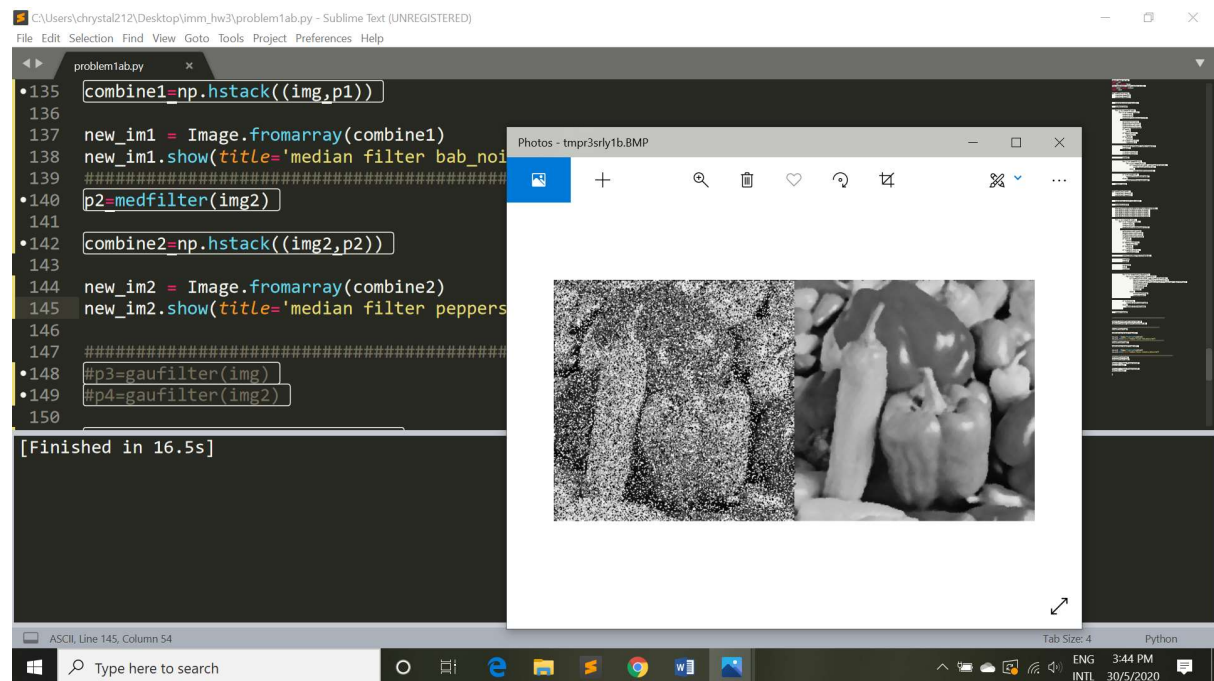 C:\Users\chrystal212\Desktop\imm_hw3\problem1ab.py - Sublime Text (UNREGISTERED)
File Edit Selection Find View Goto Tools Project Preferences Help
problem1ab.py ×
135 combine1=np.hstack((img,p1))
136
137 new_im1 = Image.fromarray(combine1)
138 new_im1.show(title='median filter bab_noi
139 #########################################
140 p2=medfilter(img2)
141
142 combine2=np.hstack((img2,p2))
143
144 new_im2 = Image.fromarray(combine2)
145 new_im2.show(title='median filter peppers
146
147 #########################################
148 #p3=gaufilter(img)
149 #p4=gaufilter(img2)
150
Photos - tmpr3srly1b.BMP
[Finished in 16.5s]
ASCII, Line 145, Column 54
Tab Size: 4 Python
Type here to search
ENG 3:44 PM
INTL 30/5/2020